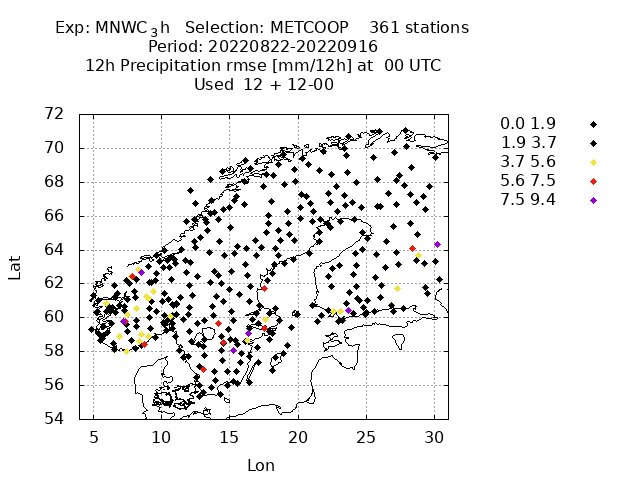 Exp: MNWC3h Selection: METCOOP 361 stations
Period: 20220822-20220916
12h Precipitation rmse [mm/12h] at 00 UTC
Used 12 + 12-00
0.0 1.9
1.9 3.7
3.7 5.6
5.6 7.5
7.5 9.4
72
70
68
66
64
62
60
58
56
54
Lat
5 10 15 20 25 30
Lon